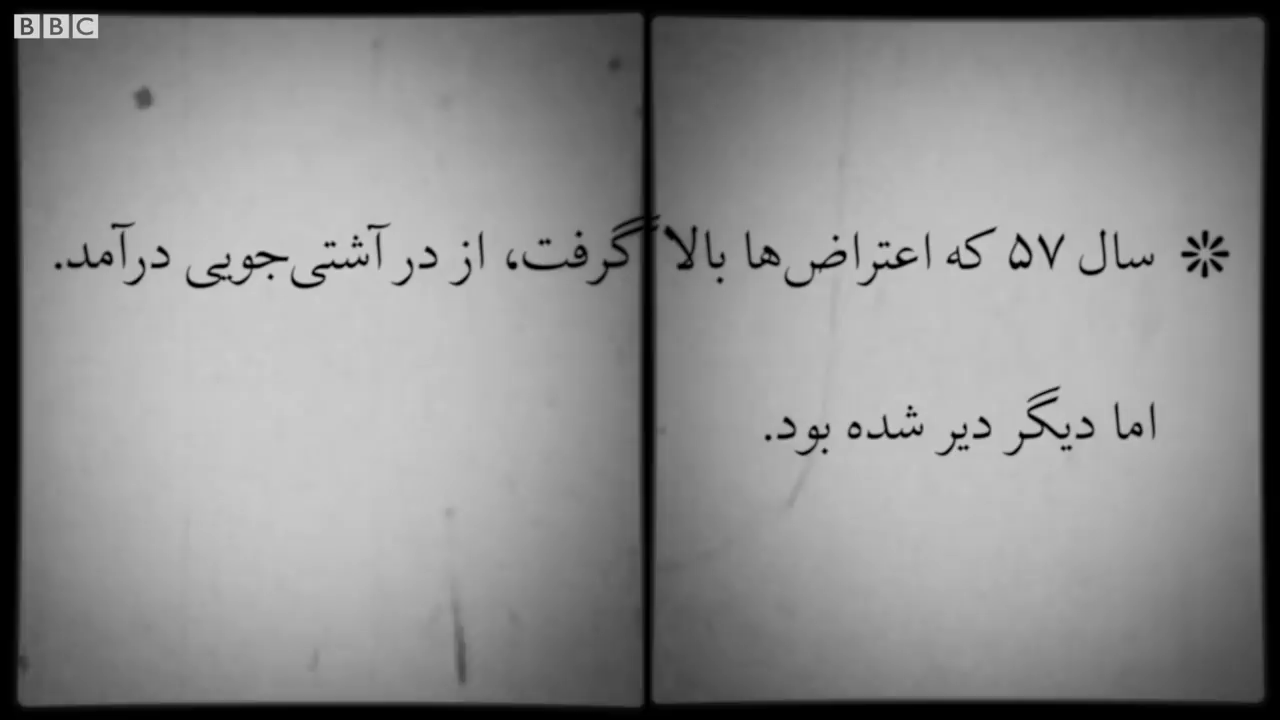 BBC
❊ سال ۵۷ که اعتراض‌ها بالا گرفت، از در آشتی‌جویی درآمد.
اما دیگر دیر شده بود.